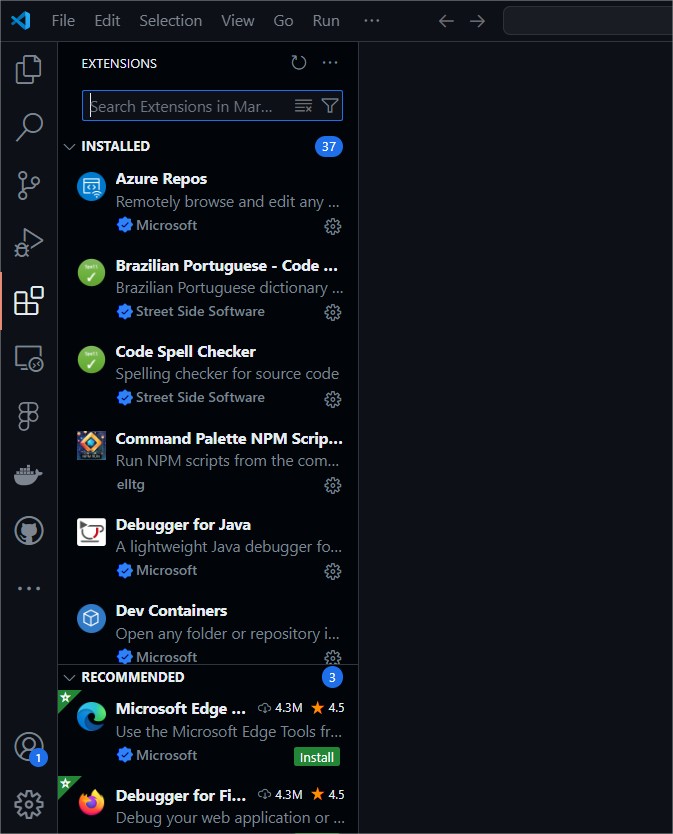 File Edit Selection View Go Run ···
EXTENSIONS ···
Search Extensions in Mar...
INSTALLED 37
Azure Repos
Remotely browse and edit any ...
Microsoft
Brazilian Portuguese - Code ...
Brazilian Portuguese dictionary ...
Street Side Software
Code Spell Checker
Spelling checker for source code
Street Side Software
Command Palette NPM Scrip...
Run NPM scripts from the com...
elltg
Debugger for Java
A lightweight Java debugger fo...
Microsoft
Dev Containers
Open any folder or repository i...
Microsoft
RECOMMENDED 3
Microsoft Edge ... 4.3M 4.5
Use the Microsoft Edge Tools fr...
Microsoft Install
1
Debugger for Fi... 4.3M 4.5
Debug your web application or ...